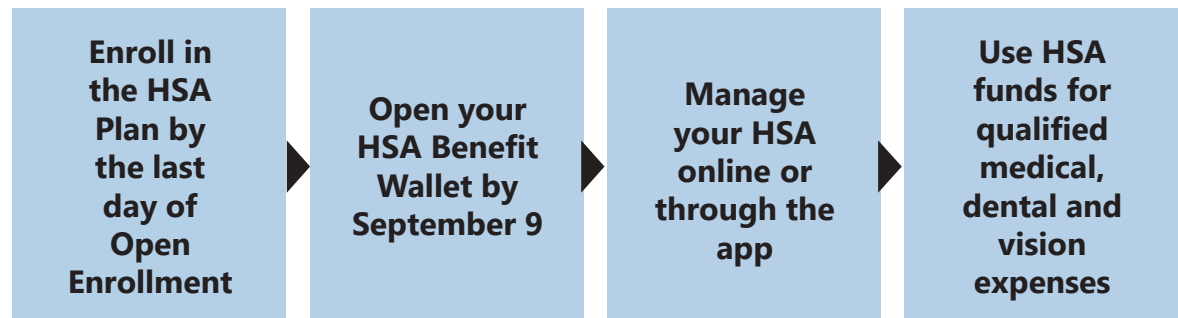 Enroll in
the HSA
Plan by
the last
day of
Open
Enrollment
Open your
HSA Benefit
Wallet by
September 9
Manage
your HSA
online or
through the
app
Use HSA
funds for
qualified
medical,
dental and
vision
expenses